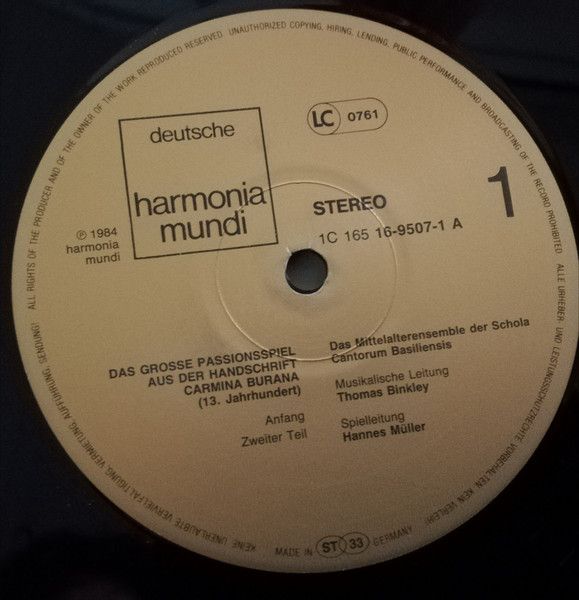 ALL RIGHTS OF THE PRODUCER AND OF THE OWNER OF THE WORK REPRODUCED RESERVED. UNAUTHORIZED COPYING, HIRING, LENDING, PUBLIC PERFORMANCE AND BROADCASTING OF THE RECORD PROHIBITED.
deutsche
harmonia
mundi
LC 0761
1
STEREO
1C 165 16-9507-1 A
℗ 1984
harmonia
mundi
DAS GROSSE PASSIONSSPIEL
AUS DER HANDSCHRIFT
CARMINA BURANA
(13. Jahrhundert)
Anfang
Zweiter Teil
Das Mittelalterensemble der Schola
Cantorum Basiliensis
Musikalische Leitung
Thomas Binkley
Spielleitung
Hannes Müller
ALLE URHEBER- UND LEISTUNGSSCHUTZRECHTE VORBEHALTEN. KEIN VERLEIH!
KEINE UNERLAUBTE VERVIELFÄLTIGUNG, VERMIETUNG, AUFFÜHRUNG, SENDUNG!
MADE IN ST 33 GERMANY